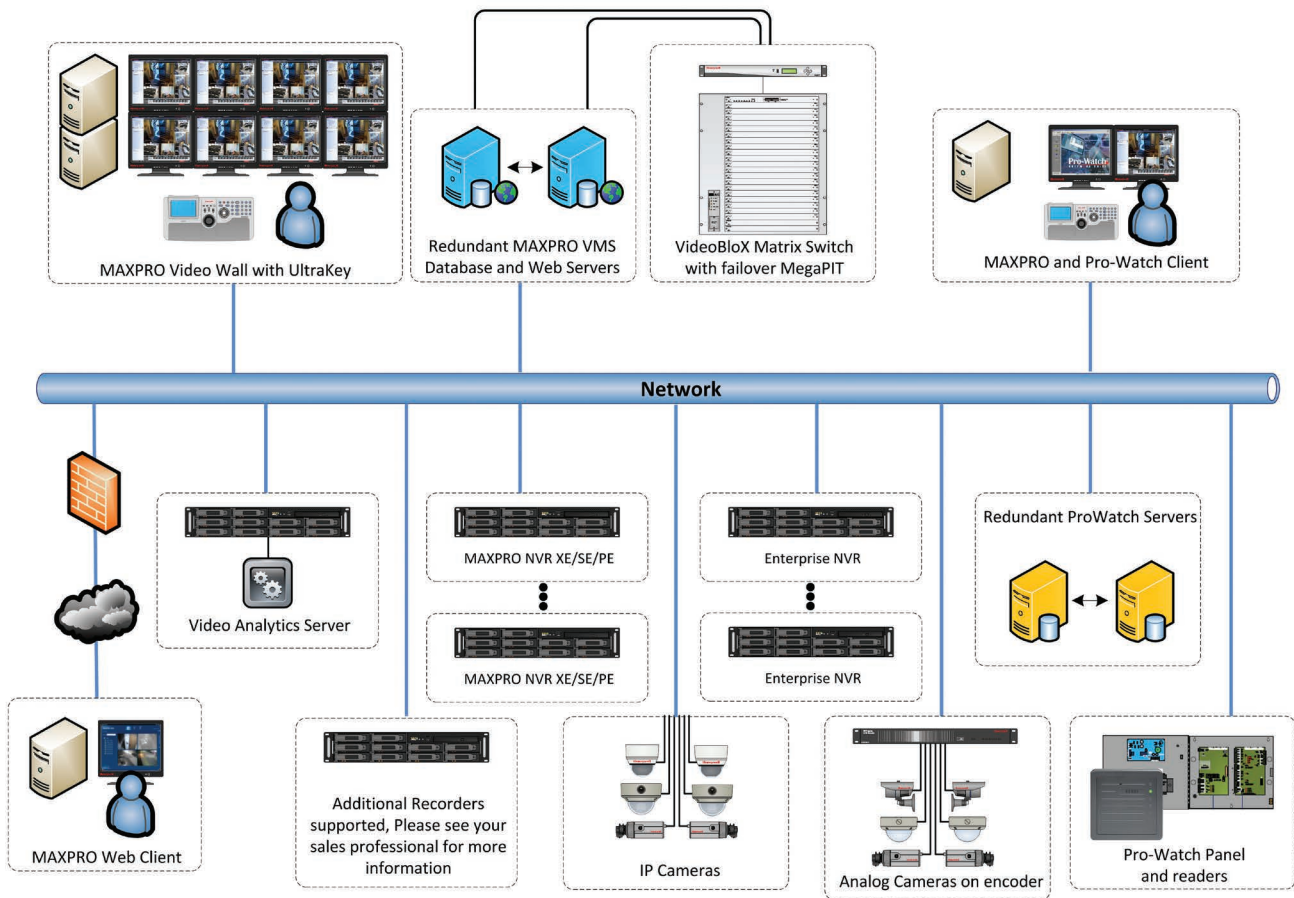 Pro-Watch
MAXPRO Video Wall with UltraKey
Redundant MAXPRO VMS
Database and Web Servers
VideoBloX Matrix Switch
with failover MegaPIT
MAXPRO and Pro-Watch Client
Network
MAXPRO NVR XE/SE/PE
Enterprise NVR
Redundant ProWatch Servers
Video Analytics Server
MAXPRO NVR XE/SE/PE
Enterprise NVR
MAXPRO Web Client
Additional Recorders
supported, Please see your
sales professional for more
information
IP Cameras
Analog Cameras on encoder
Pro-Watch Panel
and readers